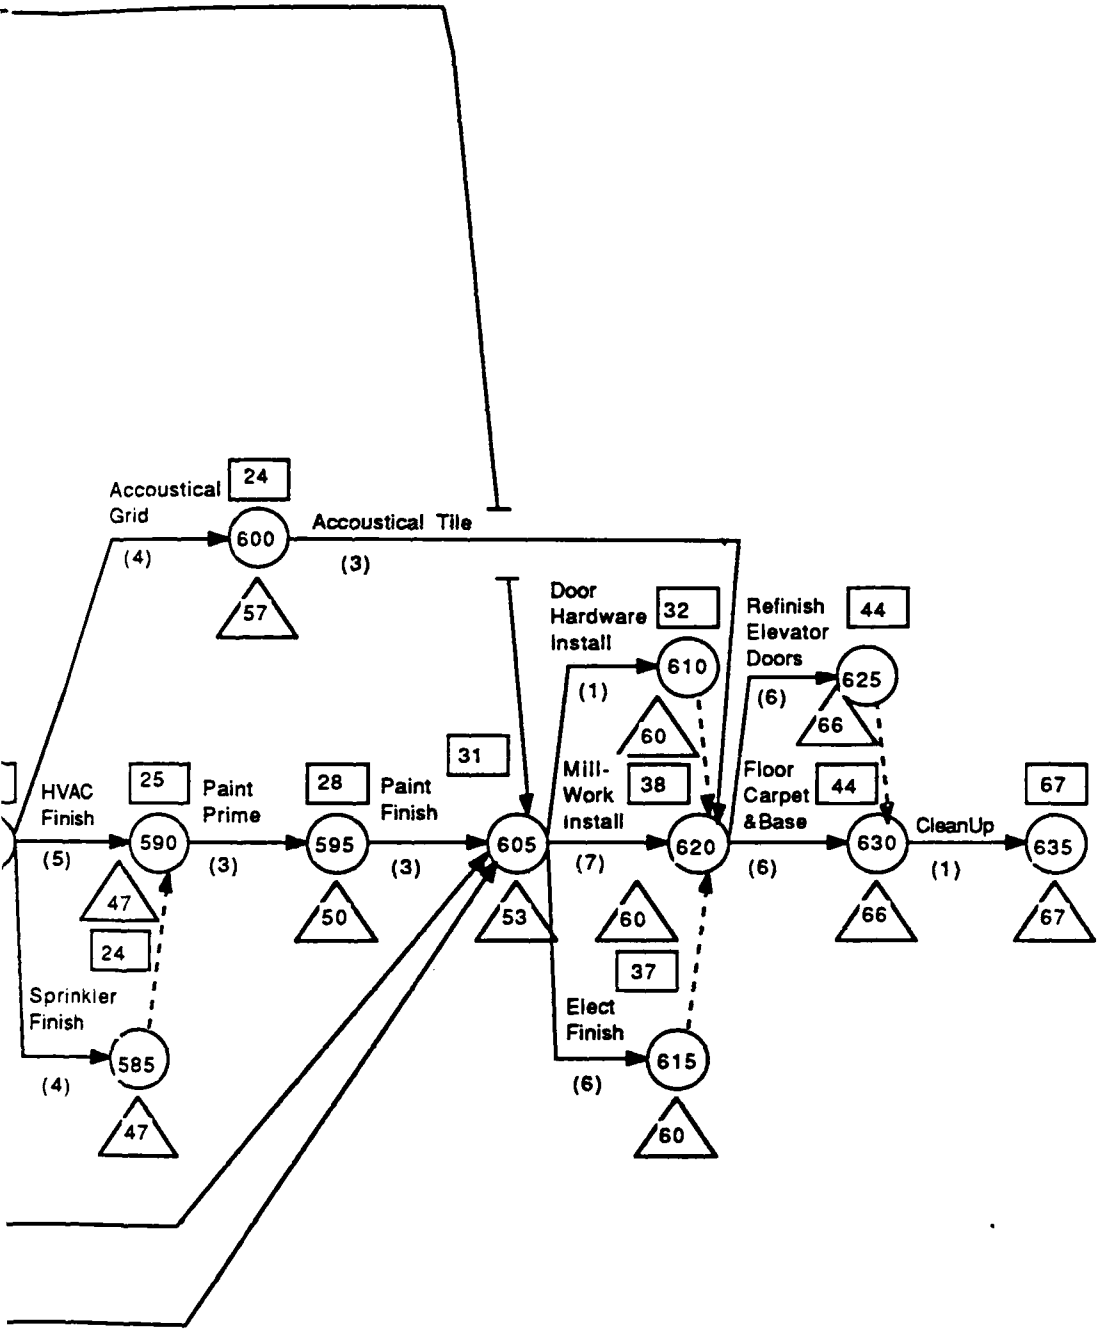 24
Accoustical
Grid
600
Accoustical Tile
(4)
(3)
57
Door
Hardware
Install
32
Refinish
Elevator
Doors
44
610
625
(1)
(6)
60
66
31
HVAC
Finish
25
Paint
Prime
28
Paint
Finish
Mill-
Work
Install
38
Floor
Carpet
&Base
44
67
CleanUp
590
595
605
620
630
635
(5)
(3)
(3)
(7)
(6)
(1)
47
50
53
60
66
67
24
37
Sprinkler
Finish
Elect
Finish
585
615
(4)
(6)
47
60